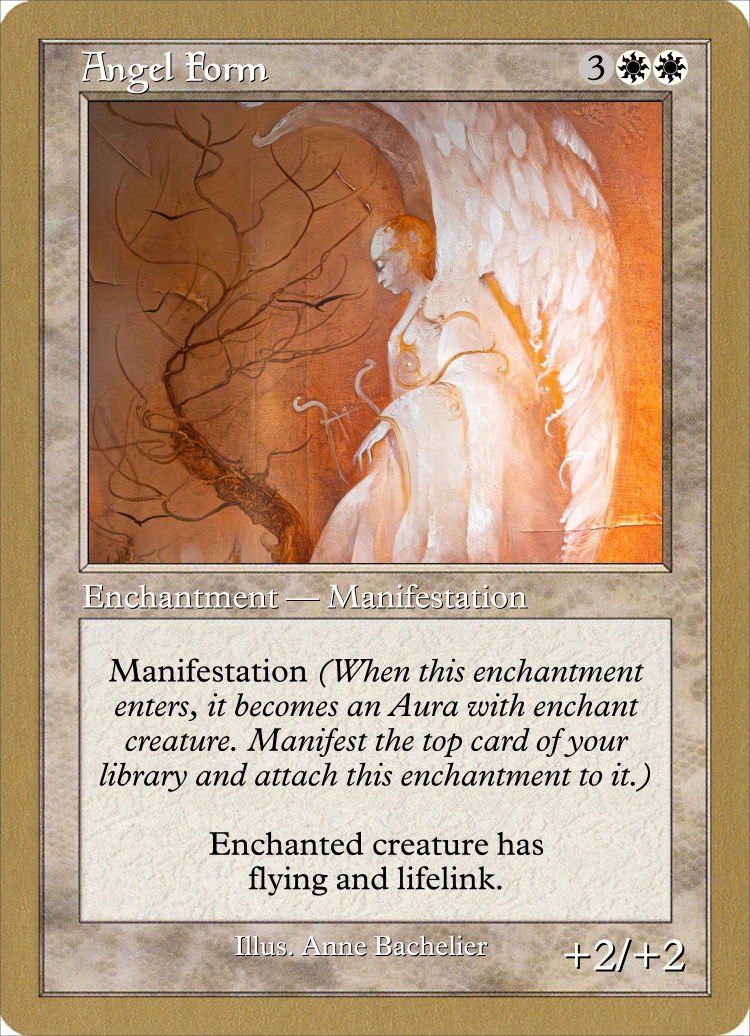 Angel Form 3
Enchantment — Manifestation
Manifestation (When this enchantment
enters, it becomes an Aura with enchant
creature. Manifest the top card of your
library and attach this enchantment to it.)
Enchanted creature has
flying and lifelink.
Illus. Anne Bachelier
+2/+2